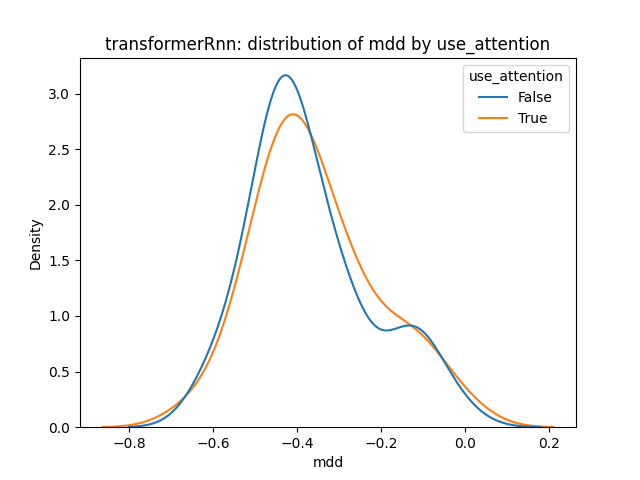 transformerRnn: distribution of mdd by use_attention
use_attention
False
True
Density
3.0
2.5
2.0
1.5
1.0
0.5
0.0
−0.8
−0.6
−0.4
−0.2
0.0
0.2
mdd